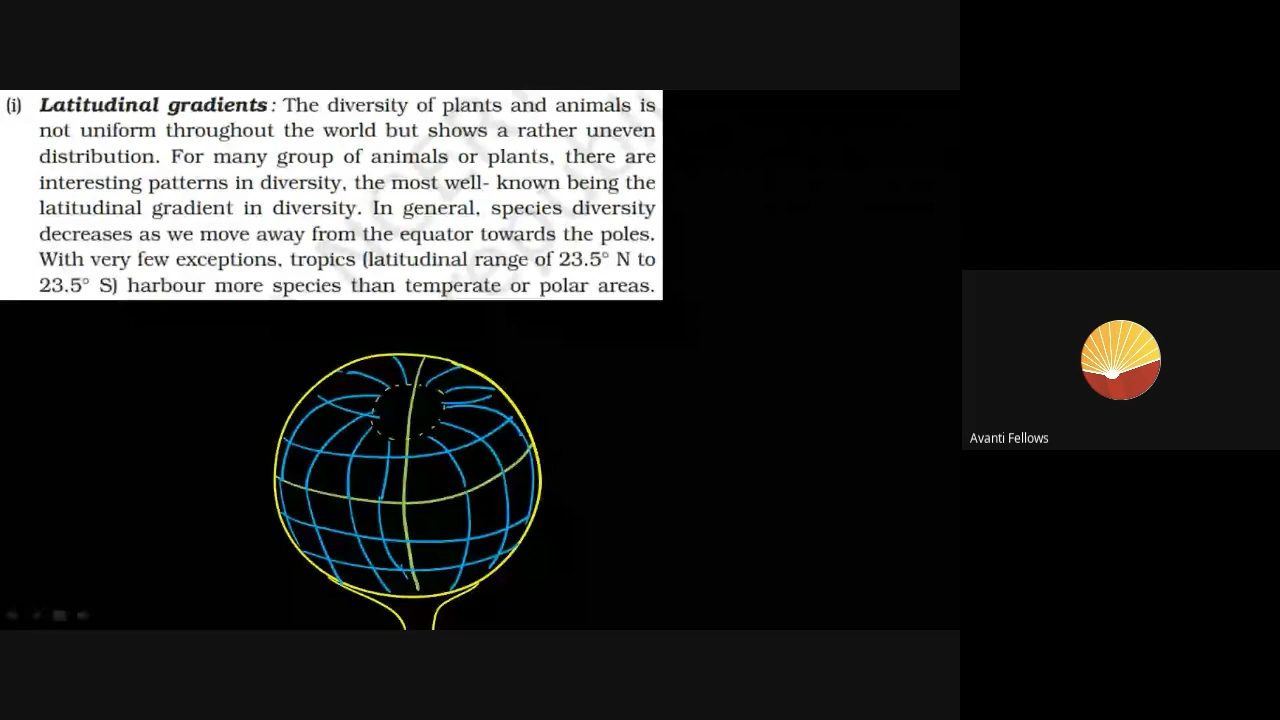 (i) Latitudinal gradients : The diversity of plants and animals is
not uniform throughout the world but shows a rather uneven
distribution. For many group of animals or plants, there are
interesting patterns in diversity, the most well- known being the
latitudinal gradient in diversity. In general, species diversity
decreases as we move away from the equator towards the poles.
With very few exceptions, tropics (latitudinal range of 23.5° N to
23.5° S) harbour more species than temperate or polar areas.
Avanti Fellows